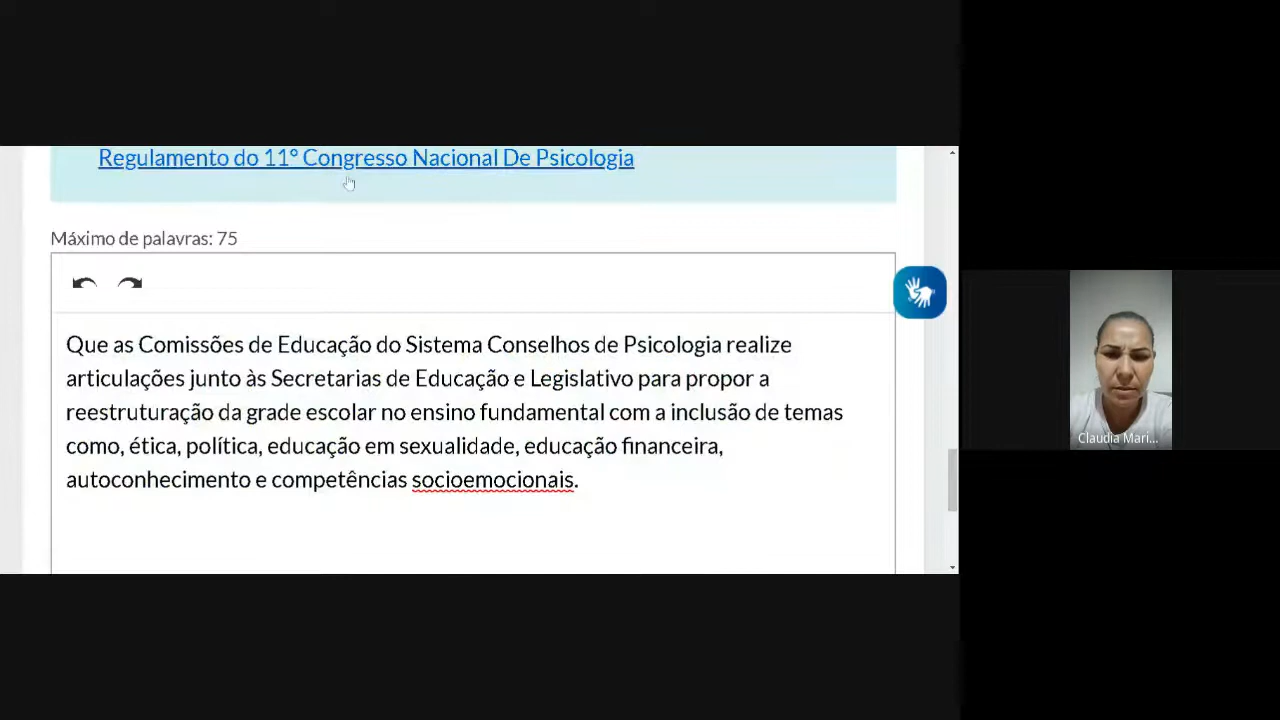 Regulamento do 11º Congresso Nacional De Psicologia
Máximo de palavras: 75
Que as Comissões de Educação do Sistema Conselhos de Psicologia realize
articulações junto às Secretarias de Educação e Legislativo para propor a
reestruturação da grade escolar no ensino fundamental com a inclusão de temas
como, ética, política, educação em sexualidade, educação financeira,
autoconhecimento e competências socioemocionais.
Claudia Mari...